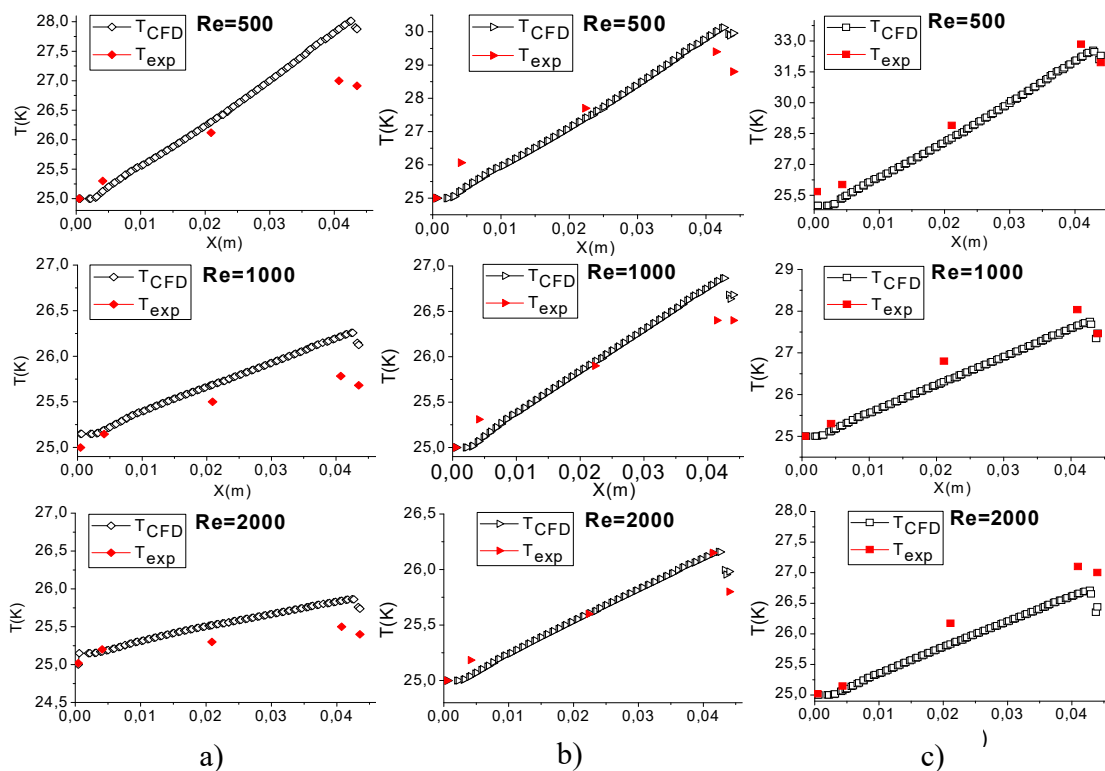 T_CFD
T_exp
Re=500
28,0
27,5
27,0
26,5
26,0
25,5
25,0
T(K)
0,00 0,01 0,02 0,03 0,04
X(m)
T_CFD
T_exp
Re=500
30
29
28
27
26
25
T(K)
0,00 0,01 0,02 0,03 0,04
X(m)
T_CFD
T_exp
Re=500
33.0
31.5
30.0
28.5
27.0
25.5
T(K)
0,00 0,01 0,02 0,03 0,04
X(m)
T_CFD
T_exp
Re=1000
27,0
26,5
26,0
25,5
25,0
T(K)
0,00 0,01 0,02 0,03 0,04
X(m)
T_CFD
T_exp
Re=1000
27,0
26,5
26,0
25,5
25,0
T(K)
0,00 0,01 0,02 0,03 0,04
X(m)
T_CFD
T_exp
Re=1000
29
28
27
26
25
T(K)
0,00 0,01 0,02 0,03 0,04
X(m)
T_CFD
T_exp
Re=2000
27,0
26,5
26,0
25,5
25,0
24,5
T(K)
0,00 0,01 0,02 0,03 0,04
a)
T_CFD
T_exp
Re=2000
26,5
26,0
25,5
25,0
T(K)
0,00 0,01 0,02 0,03 0,04
b)
T_CFD
T_exp
Re=2000
28,0
27,5
27,0
26,5
26,0
25,5
25,0
T(K)
0,00 0,01 0,02 0,03 0,04
c)
)